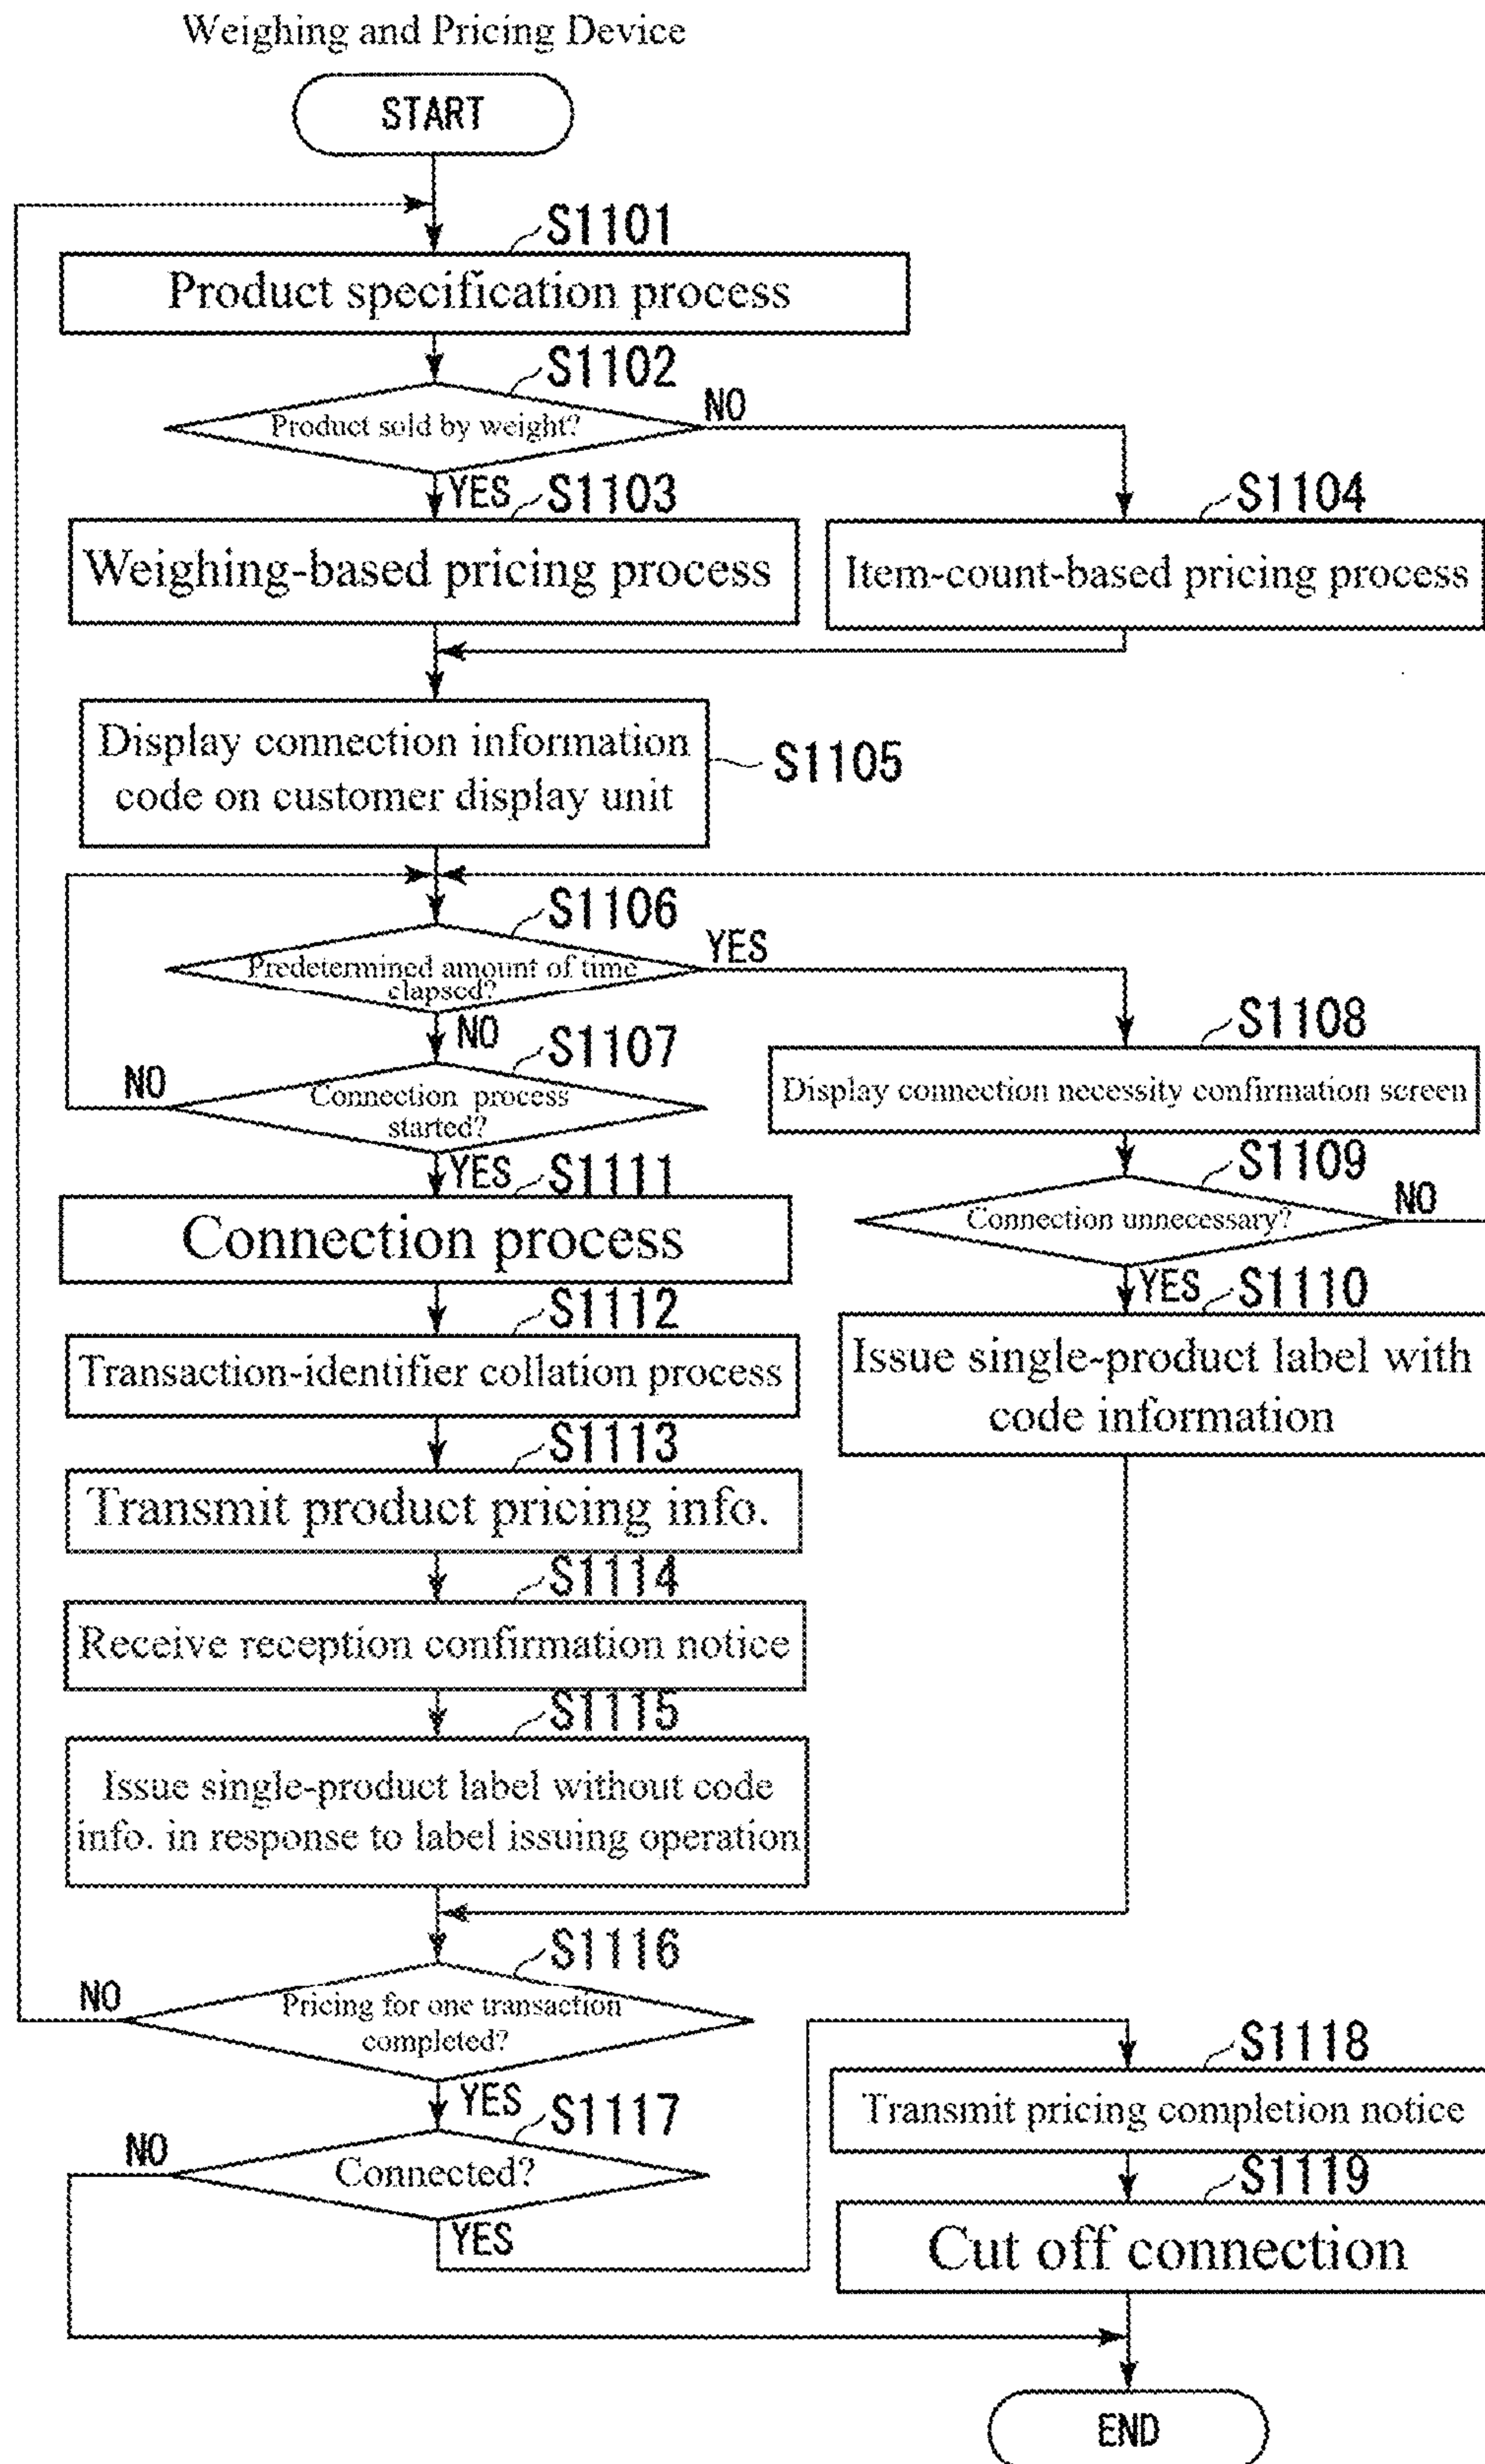 Weighing and Pricing Device
START
S1101
Product specification process
S1102
Product sold by weight?
NO
YES
S1103
Weighing-based pricing process
S1104
Item-count-based pricing process
Display connection information
code on customer display unit
S1105
S1106
Predetermined amount of time
elapsed?
YES
NO
S1107
Connection process
started?
NO
YES
S1108
Display connection necessity confirmation screen
S1109
Connection unnecessary?
NO
YES
S1110
Issue single-product label with
code information
S1111
Connection process
S1112
Transaction-identifier collation process
S1113
Transmit product pricing info.
S1114
Receive reception confirmation notice
S1115
Issue single-product label without code
info. in response to label issuing operation
S1116
Pricing for one transaction
completed?
NO
YES
S1117
Connected?
NO
YES
S1118
Transmit pricing completion notice
S1119
Cut off connection
END